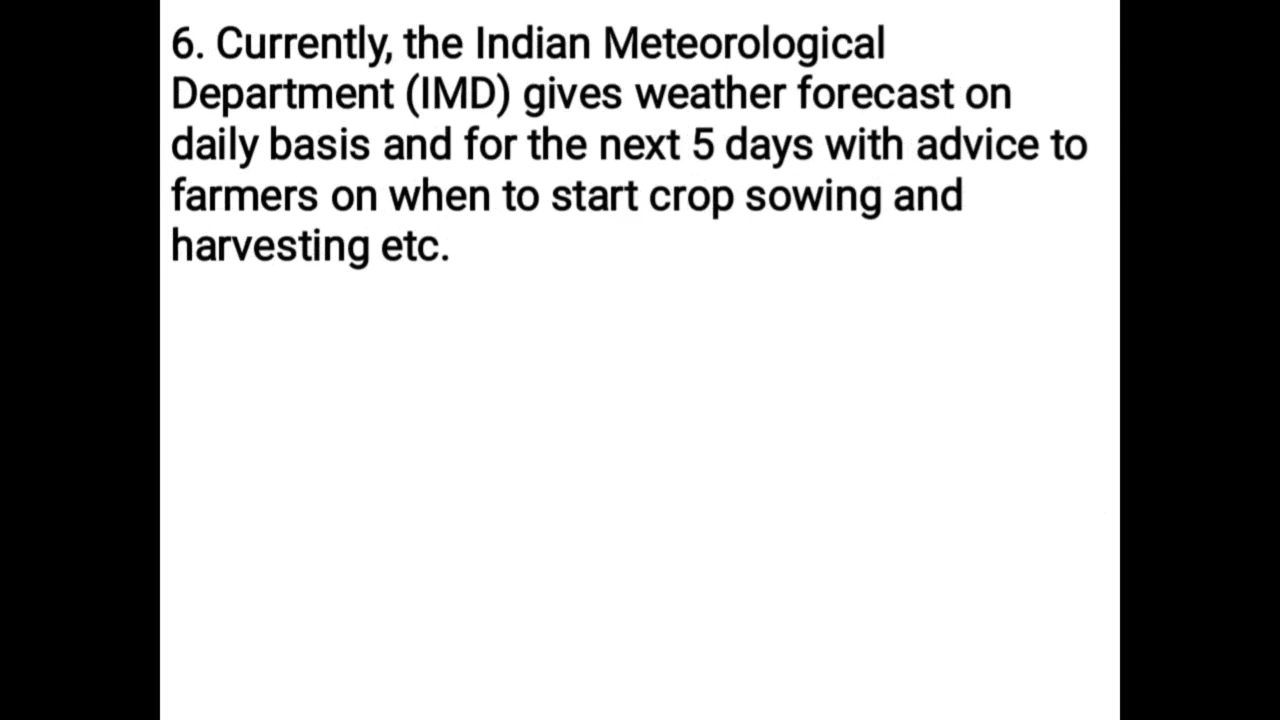 6. Currently, the Indian Meteorological
Department (IMD) gives weather forecast on
daily basis and for the next 5 days with advice to
farmers on when to start crop sowing and
harvesting etc.